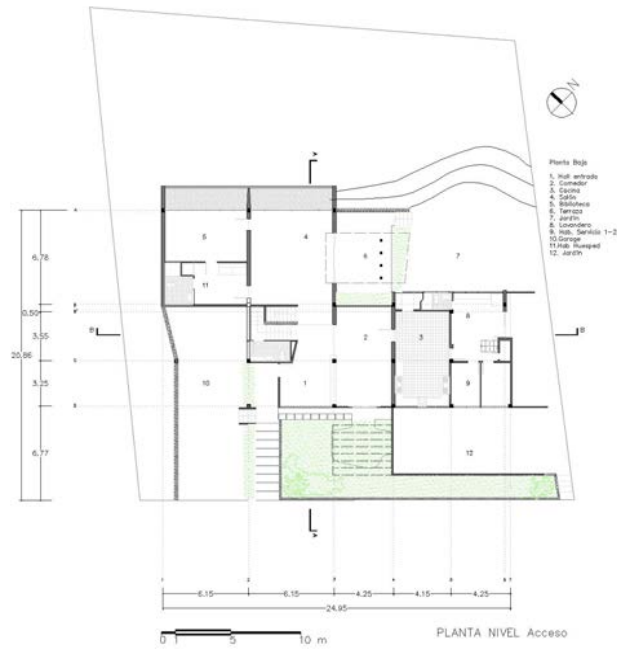 N
Planta Baja
1. Hall entrada
2. Comedor
3. Cocina
4. Salón
5. Biblioteca
6. Terraza
7. Jardín
8. Lavandero
9. Hab. Servicio 1-2
10.Garage
11.Hab Huesped
12. Jardín
5
4
6
7
11
8
2
3
10
1
9
12
B
B
6.78
0.50
3.55
20.86
3.25
6.77
6.15
6.15
4.25
4.15
4.25
24.95
0 1 5 10 m
PLANTA NIVEL Acceso